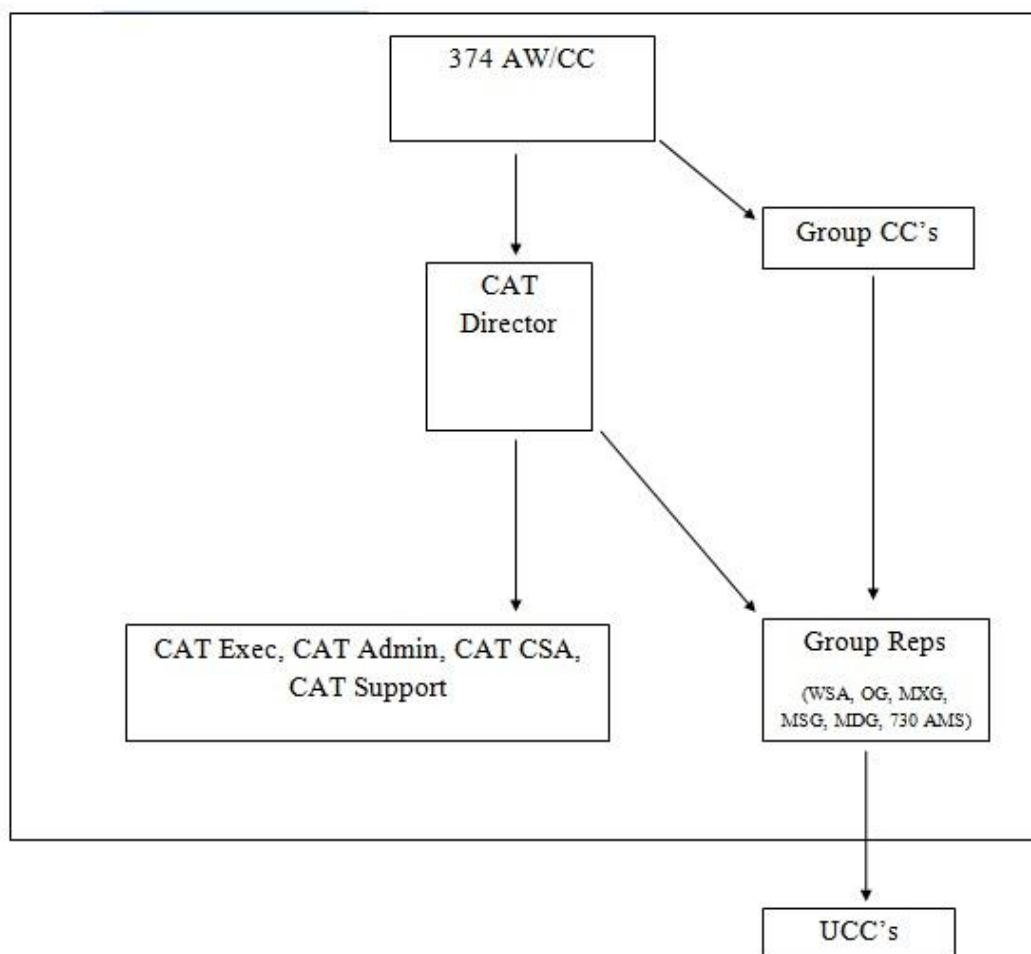 374 AW/CC
Group CC’s
CAT
Director
CAT Exec, CAT Admin, CAT CSA,
CAT Support
Group Reps
(WSA, OG, MXG,
MSG, MDG, 730 AMS)
UCC’s